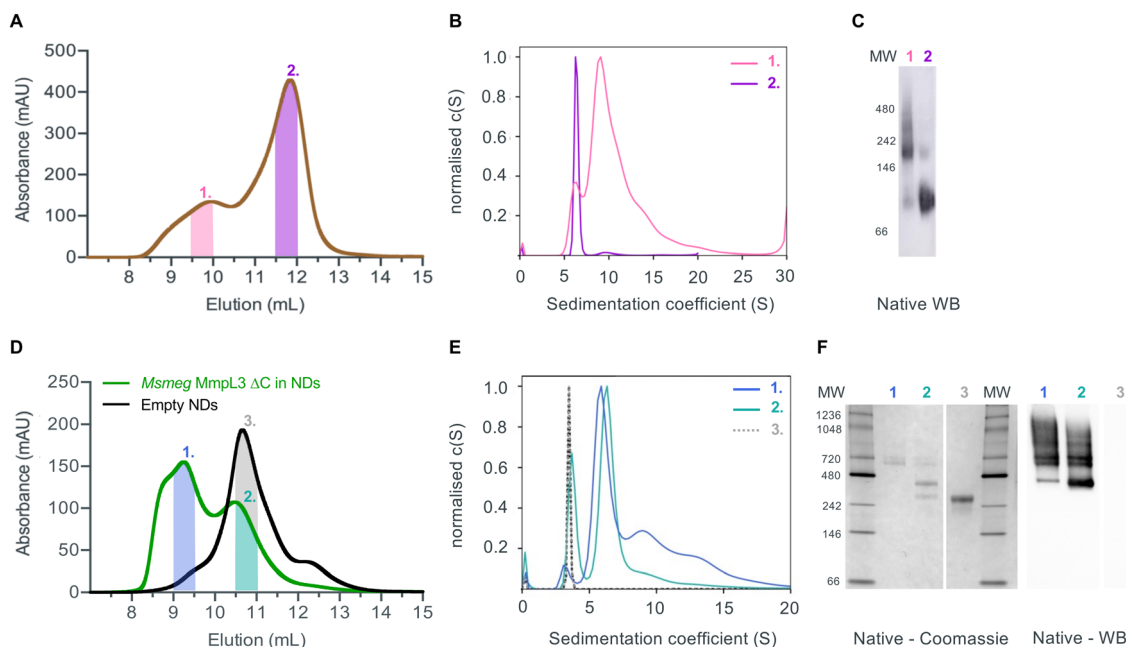 A
Absorbance (mAU)
500
400
300
200
100
0
1.
2.
8 9 10 11 12 13 14 15
Elution (mL)
B
normalised c(S)
1.0
0.8
0.6
0.4
0.2
1.
2.
0 5 10 15 20 25 30
Sedimentation coefficient (S)
C
MW 1 2
480
242
146
66
Native WB
D
Absorbance (mAU)
250
200
150
100
50
0
Msmeg MmpL3 ΔC in NDs
Empty NDs
1.
2.
3.
8 9 10 11 12 13 14 15
Elution (mL)
E
normalised c(S)
1.0
0.8
0.6
0.4
0.2
1.
2.
3.
0 5 10 15 20
Sedimentation coefficient (S)
F
MW 1 2 3 MW 1 2 3
1236
1048
720
480
242
146
66
Native - Coomassie
Native - WB